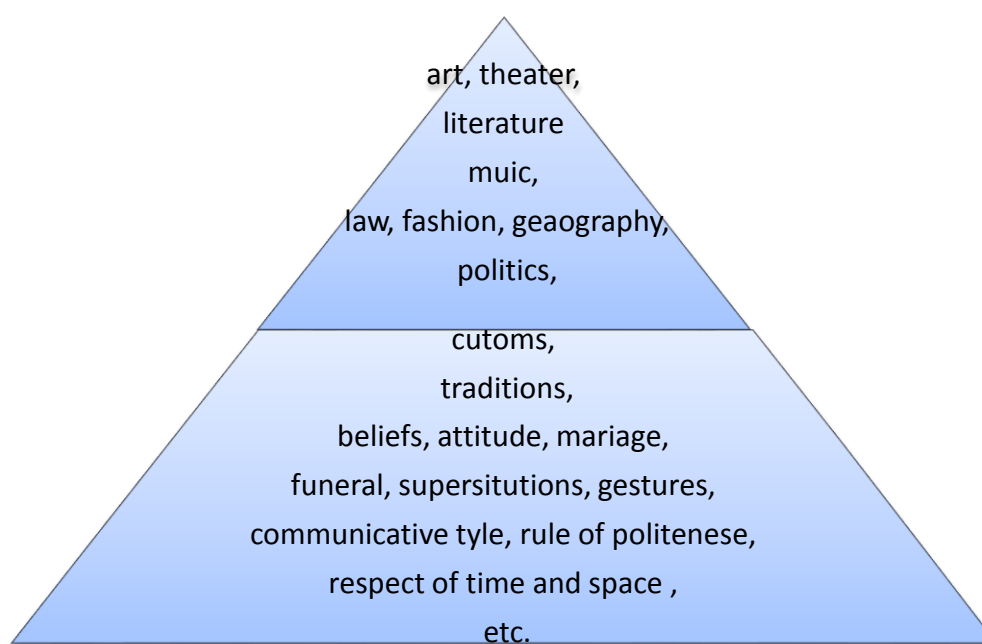 art, theater,
literature
muic,
law, fashion, geaography,
politics,
cutoms,
traditions,
beliefs, attitude, mariage,
funeral, supersitutions, gestures,
communicative tyle, rule of politenese,
respect of time and space ,
etc.